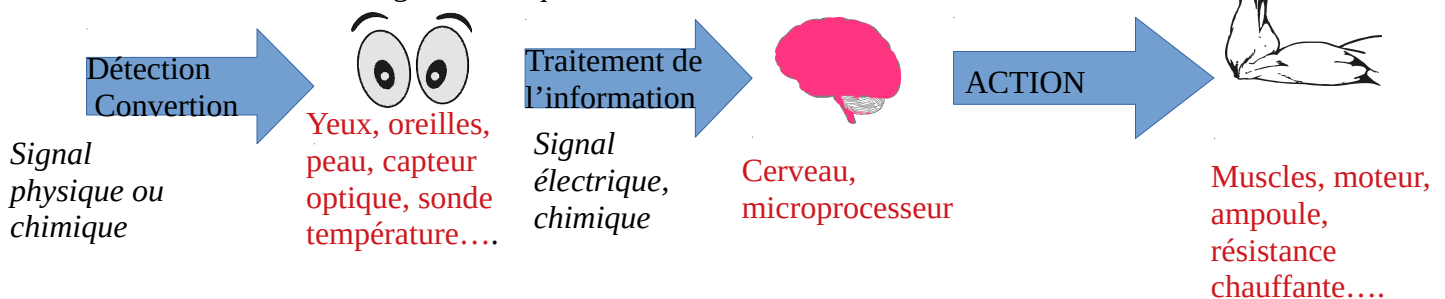 Détection
Convertion
Signal
physique ou
chimique
Yeux, oreilles,
peau, capteur
optique, sonde
température….
Traitement de
l’information
Signal
électrique,
chimique
Cerveau,
microprocesseur
ACTION
Muscles, moteur,
ampoule,
résistance
chauffante….